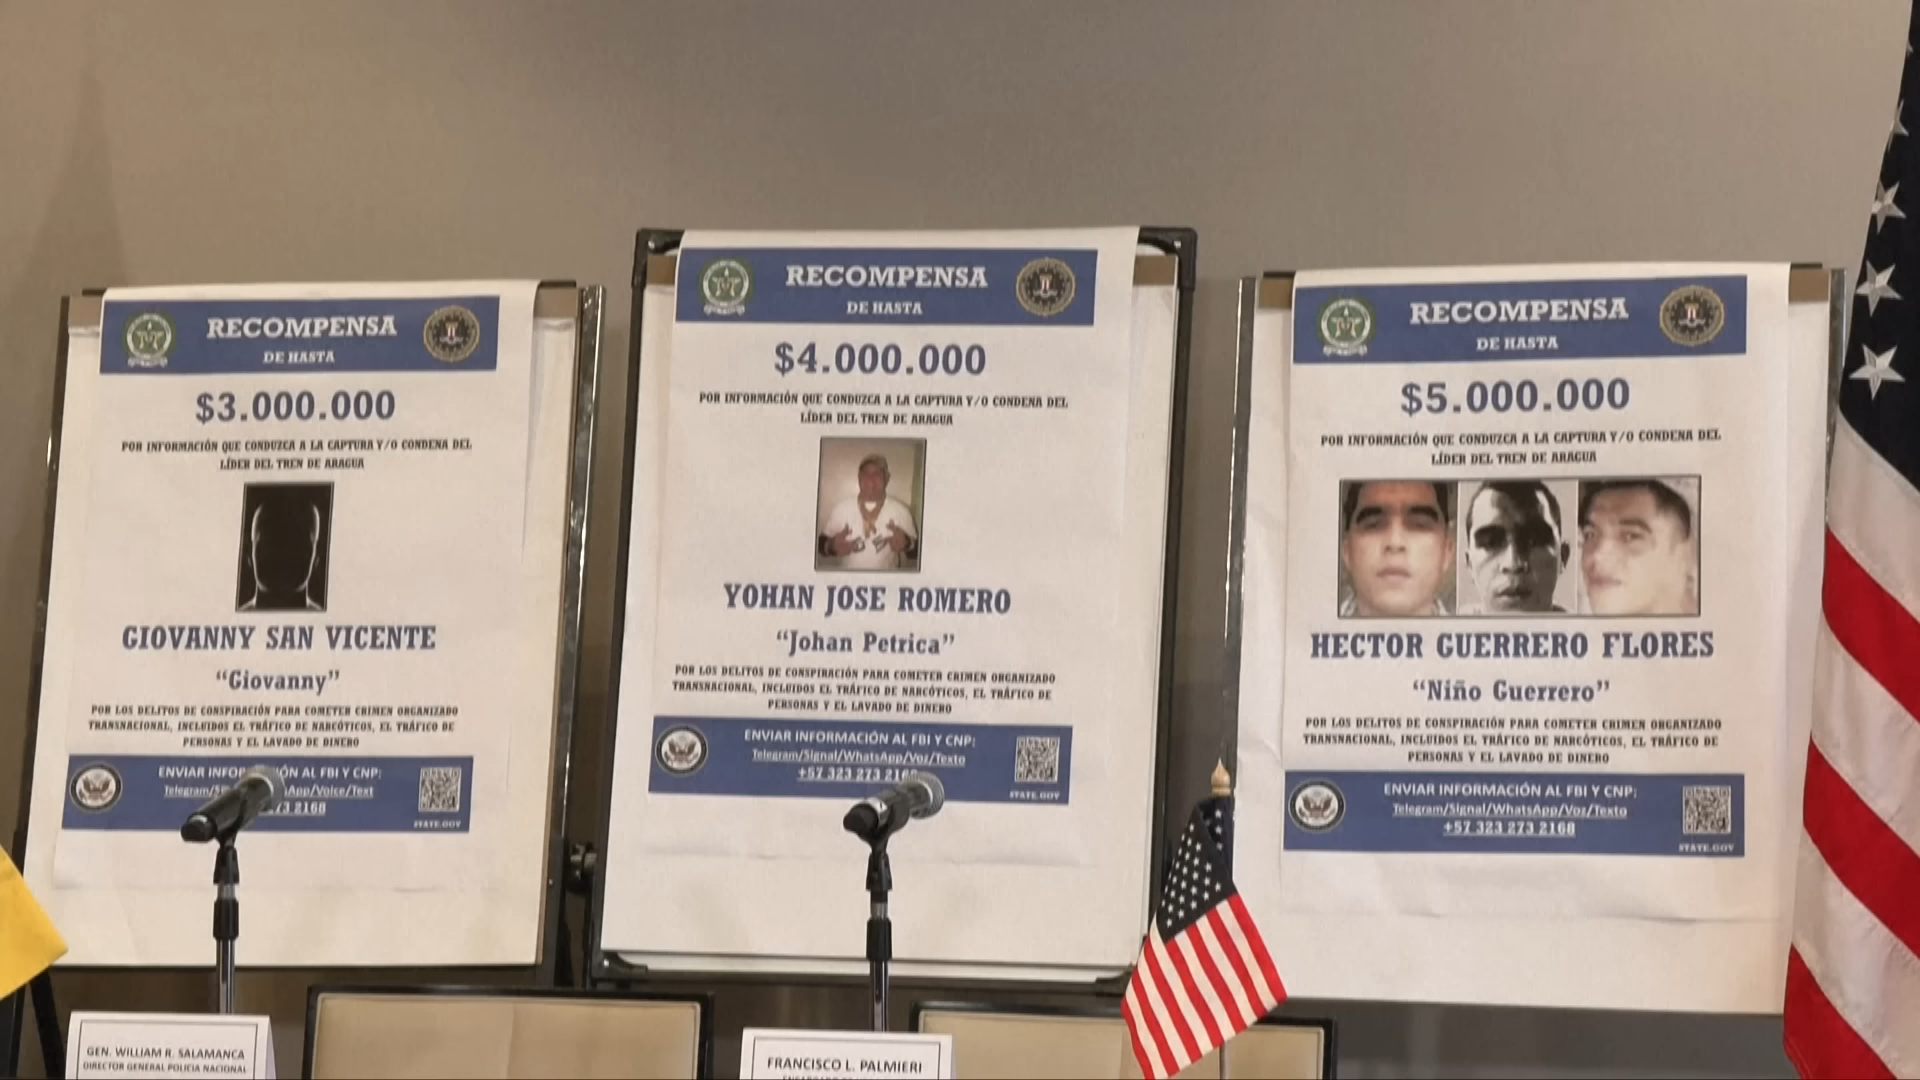 RECOMPENSA
DE HASTA
$3.000.000
POR INFORMACIÓN QUE CONDUZCA A LA CAPTURA Y/O CONDENA DEL
LÍDER DEL TREN DE ARAGUA
GIOVANNY SAN VICENTE
“Giovanny”
POR LOS DELITOS DE CONSPIRACIÓN PARA COMETER CRIMEN ORGANIZADO
TRANSNACIONAL, INCLUIDOS EL TRÁFICO DE NARCÓTICOS, EL TRÁFICO DE
PERSONAS Y EL LAVADO DE DINERO
ENVIAR AL FBI Y CNP:
App/Voice/Text
73 2168
STATE.GOV
RECOMPENSA
DE HASTA
$4.000.000
POR INFORMACIÓN QUE CONDUZCA A LA CAPTURA Y/O CONDENA DEL
LÍDER DEL TREN DE ARAGUA
YOHAN JOSE ROMERO
“Johan Petrica”
POR LOS DELITOS DE CONSPIRACIÓN PARA COMETER CRIMEN ORGANIZADO
TRANSNACIONAL, INCLUIDOS EL TRÁFICO DE NARCÓTICOS, EL TRÁFICO DE
PERSONAS Y EL LAVADO DE DINERO
ENVIAR INFORMACIÓN AL FBI Y CNP:
Telegram/Signal/WhatsApp/Voz/Texto
+57 323 273 216
STATE.GOV
RECOMPENSA
DE HASTA
$5.000.000
POR INFORMACIÓN QUE CONDUZCA A LA CAPTURA Y/O CONDENA DEL
LÍDER DEL TREN DE ARAGUA
HECTOR GUERRERO FLORES
“Niño Guerrero”
POR LOS DELITOS DE CONSPIRACIÓN PARA COMETER CRIMEN ORGANIZADO
TRANSNACIONAL, INCLUIDOS EL TRÁFICO DE NARCÓTICOS, EL TRÁFICO DE
PERSONAS Y EL LAVADO DE DINERO
ENVIAR INFORMACIÓN AL FBI Y CNP:
Telegram/Signal/WhatsApp/Voz/Texto
+57 323 273 2168
STATE.GOV
GEN. WILLIAM R. SALAMANCA
DIRECTOR GENERAL POLICIA NACIONAL
FRANCISCO L. PALMIERI